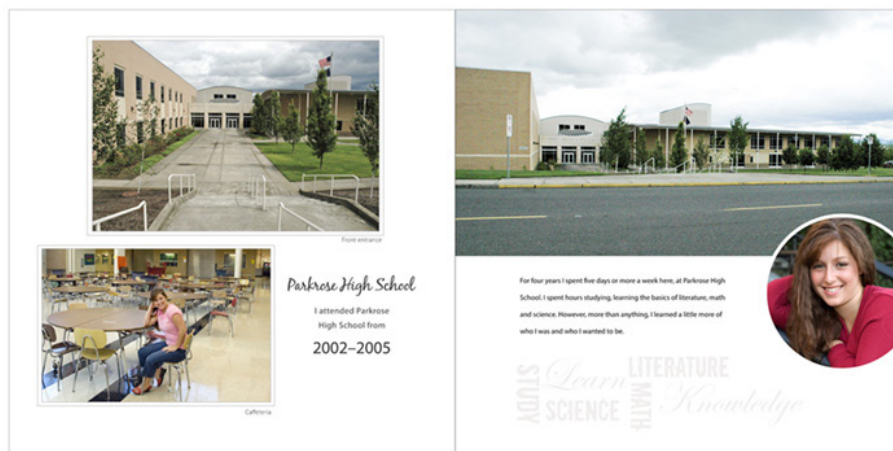 Front entrance
Parkrose High School
I attended Parkrose
High School from
2002–2005
Cafeteria
For four years I spent five days or more a week here, at Parkrose High
School. I spent hours studying, learning the basics of literature, math
and science. However, more than anything, I learned a little more of
who I was and who I wanted to be.
STUDY
Learn
SCIENCE
LITERATURE
MATH
Knowledge